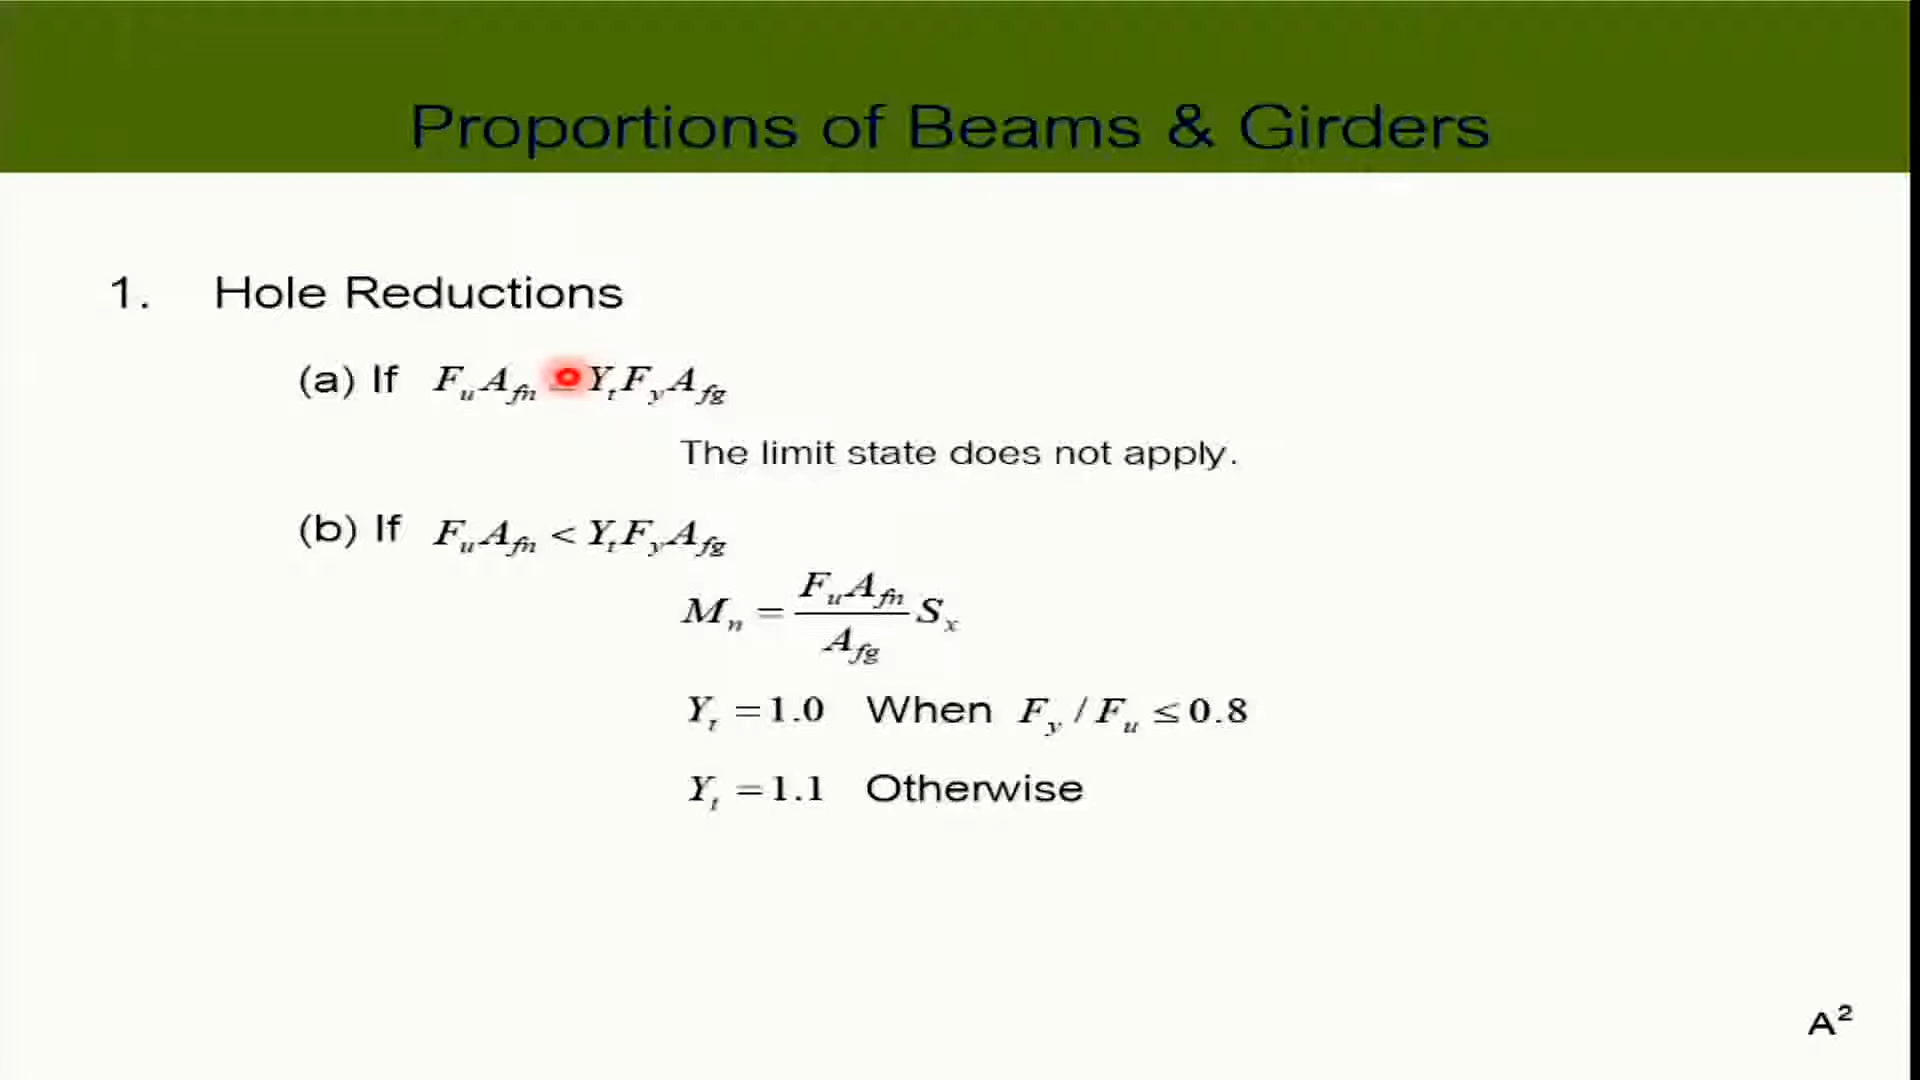 Proportions of Beams & Girders
1. Hole Reductions
(a) If F_u A_fn Y_t F_y A_fg
The limit state does not apply.
(b) If F_u A_fn < Y_t F_y A_fg
M_n = F_u A_fn / A_fg S_x
Y_t = 1.0 When F_y / F_u ≤ 0.8
Y_t = 1.1 Otherwise
A²